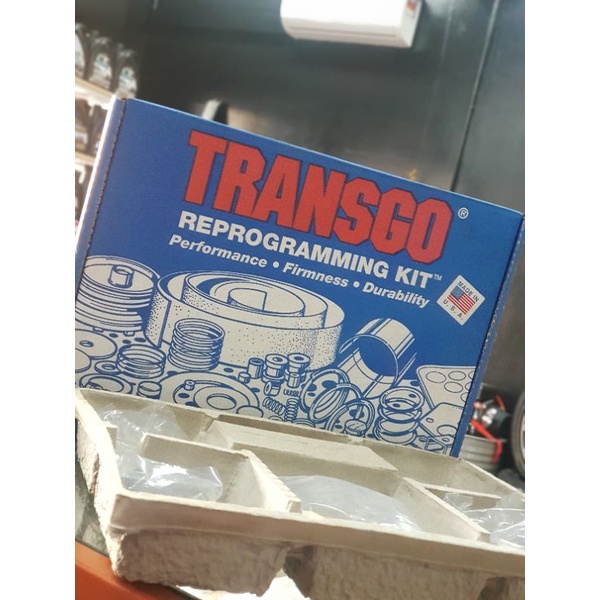 TRANSGO®
REPROGRAMMING KIT™
Performance • Firmness • Durability
MADE IN
U.S.A